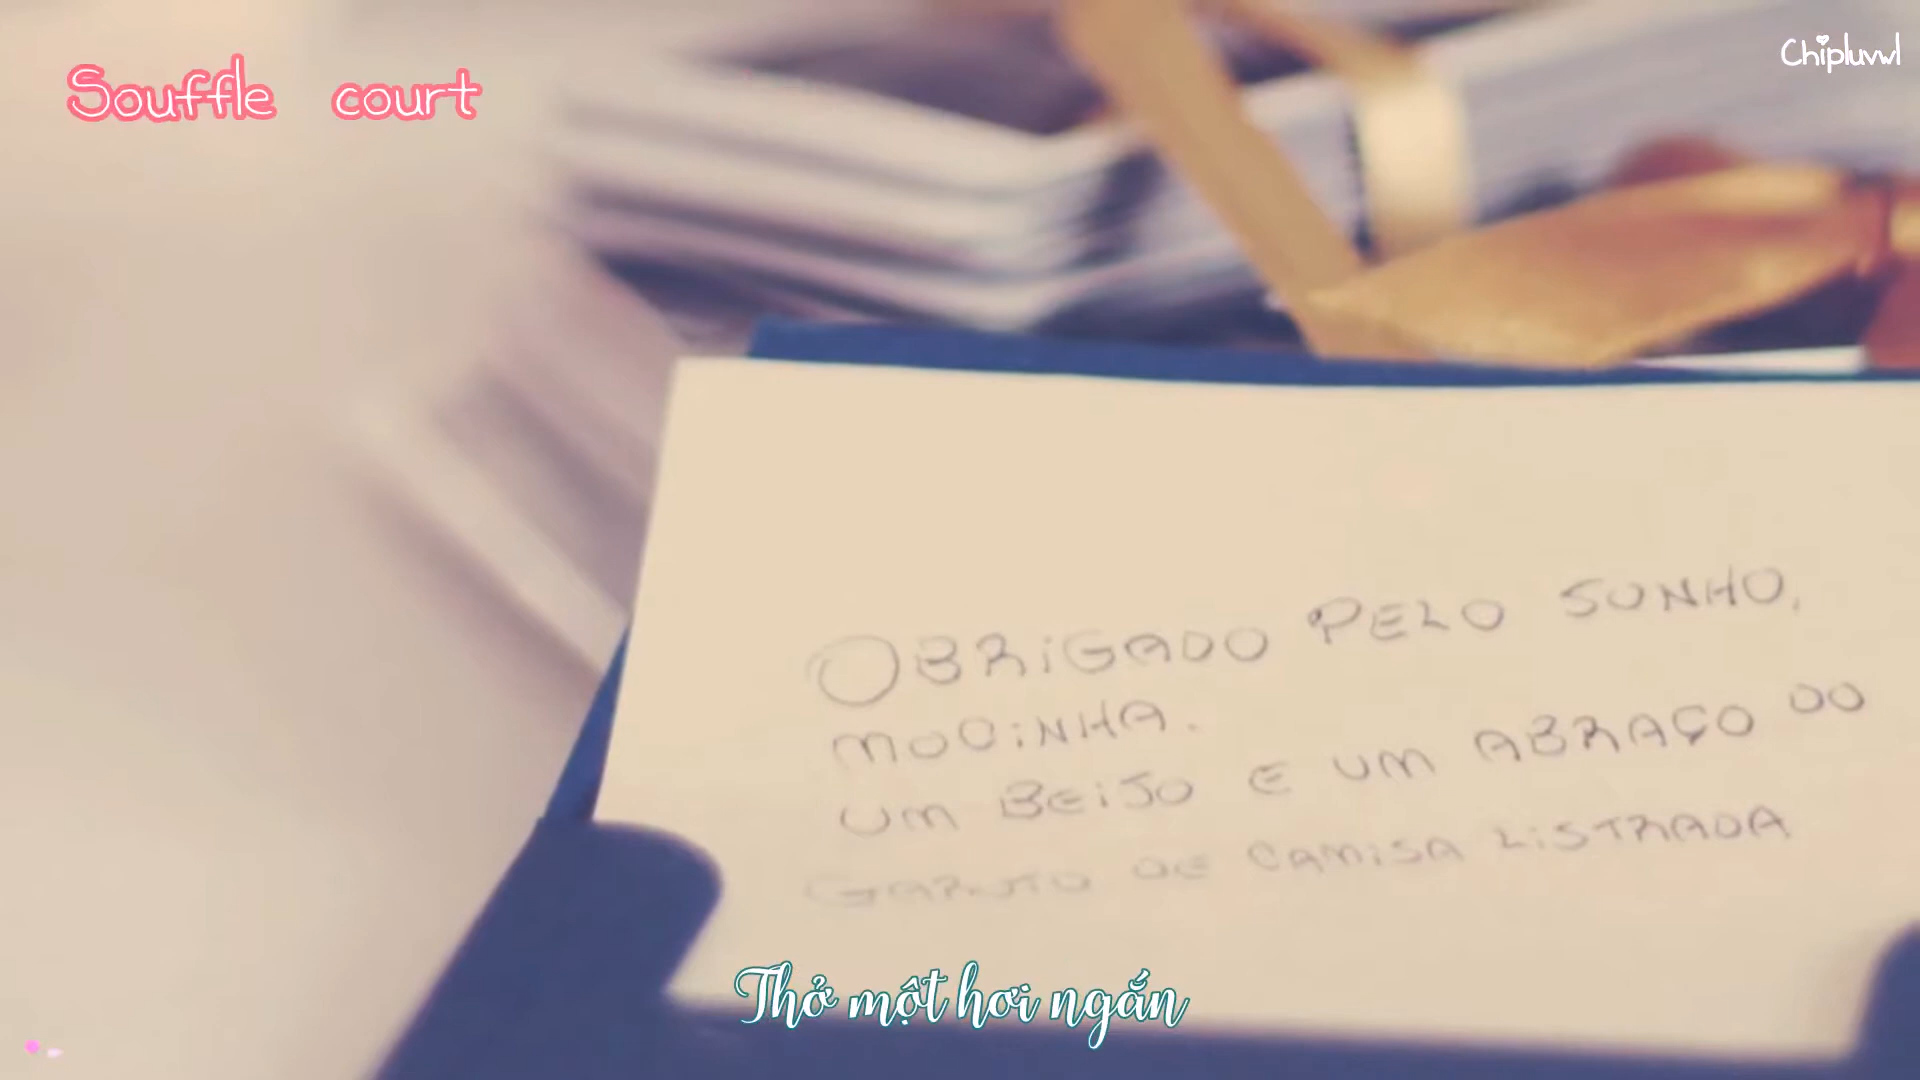 Souffle court
Chipluvwl
OBRIGADO PELO SONHO,
MOCINHA.
UM BEIJO E UM ABRAÇO DO
GAROTO DE CAMISA LISTRADA
Thở một hơi ngắn